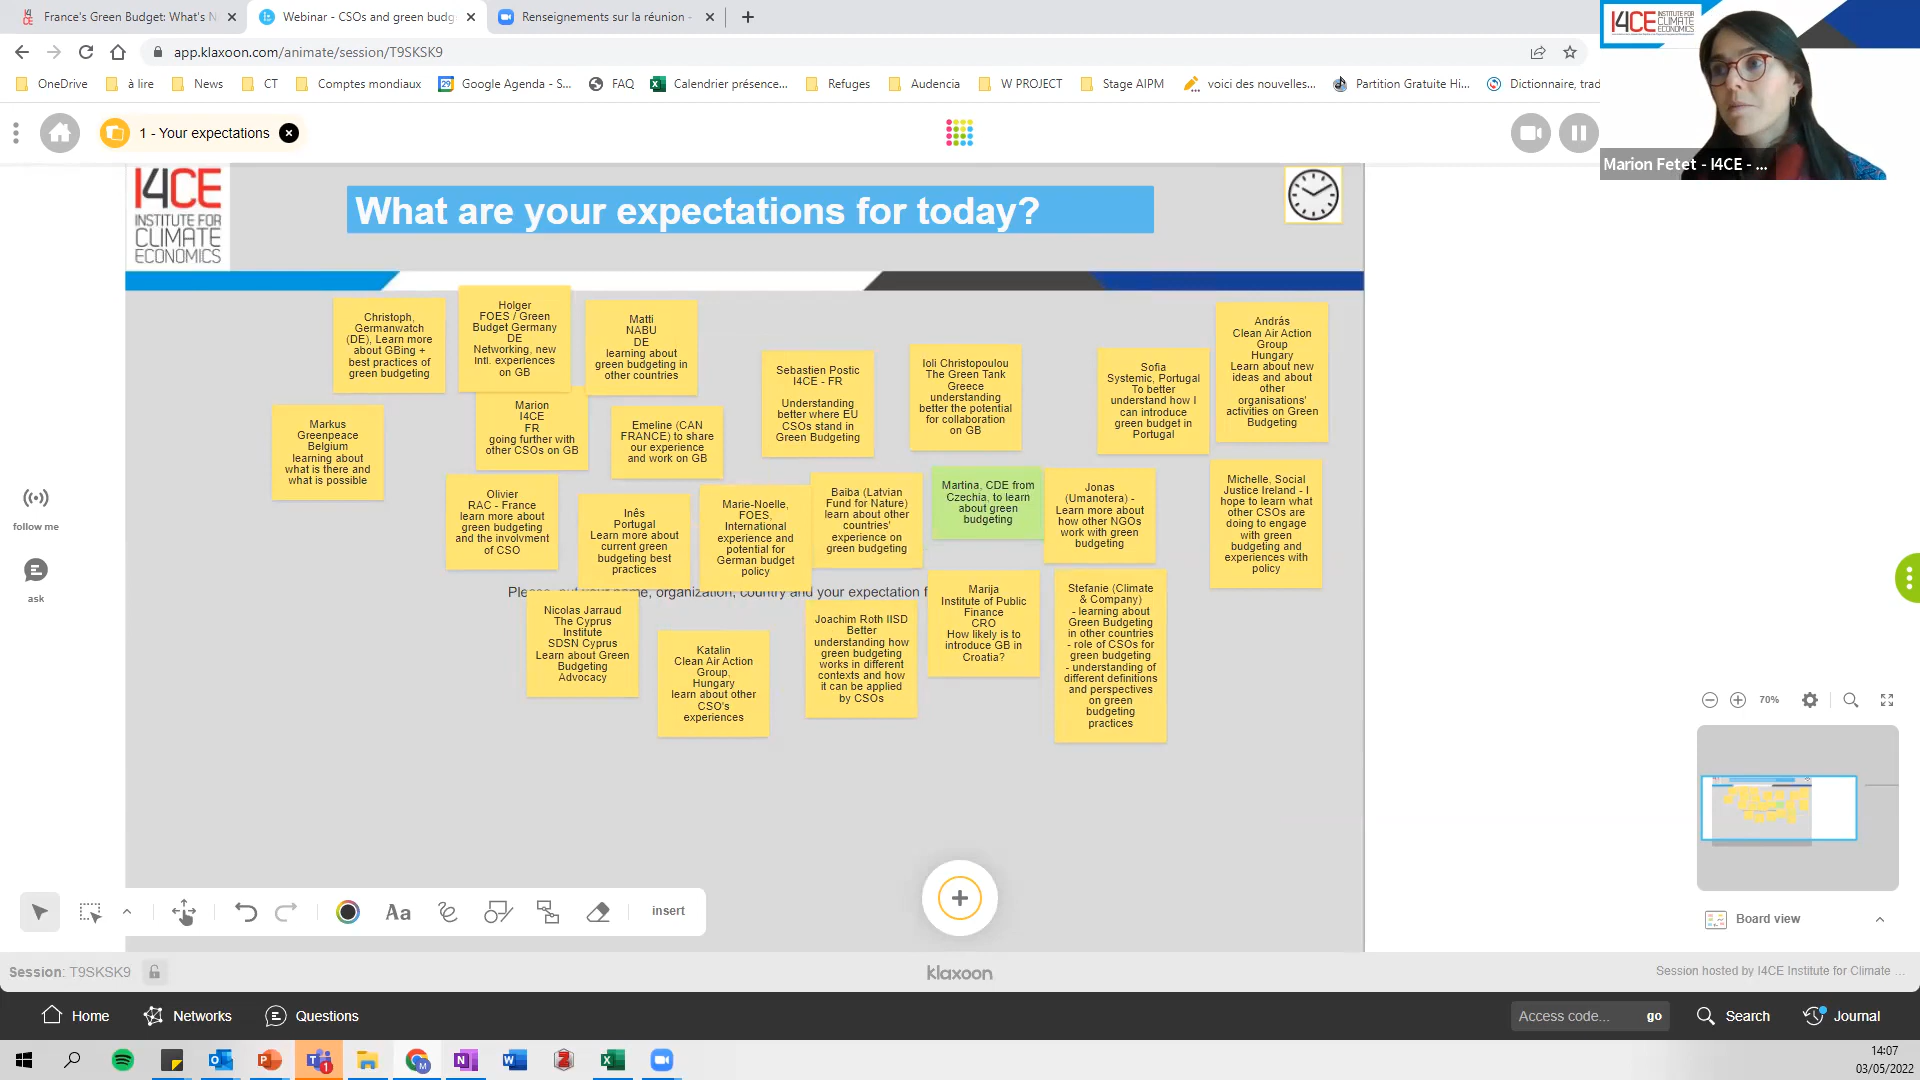 France's Green Budget: What's N
Webinar - CSOs and green budg
Renseignements sur la réunion -
app.klaxoon.com/animate/session/T9SKSK9
OneDrive
à lire
News
CT
Comptes mondiaux
Google Agenda - S...
FAQ
Calendrier présence...
Refuges
Audencia
W PROJECT
Stage AIPM
voici des nouvelles...
Partition Gratuite Hi...
Dictionnaire, trad
I4CE INSTITUTE FOR
CLIMATE
ECONOMICS
Marion Fetet - I4CE - ...
1 - Your expectations
I4CE
INSTITUTE FOR
CLIMATE
ECONOMICS
What are your expectations for today?
Christoph,
Germanwatch
(DE), Learn more
about GBing +
best practices of
green budgeting
Holger
FOES / Green
Budget Germany
DE
Networking, new
intl. experiences
on GB
Matti
NABU
DE
learning about
green budgeting in
other countries
Sebastien Postic
I4CE - FR
Understanding
better where EU
CSOs stand in
Green Budgeting
Ioli Christopoulou
The Green Tank
Greece
understanding
better the potential
for collaboration
on GB
Sofia
Systemic, Portugal
To better
understand how I
can introduce
green budget in
Portugal
András
Clean Air Action
Group
Hungary
Learn about new
ideas and about
other
organisations'
activities on Green
Budgeting
Markus
Greenpeace
Belgium
learning about
what is there and
what is possible
Marion
I4CE
FR
going further with
other CSOs on GB
Emeline (CAN
FRANCE) to share
our experience
and work on GB
Olivier
RAC - France
learn more about
green budgeting
and the involvment
of CSO
Inês
Portugal
Learn more about
current green
budgeting best
practices
Marie-Noelle,
FOES,
International
experience and
potential for
German budget
policy
Baiba (Latvian
Fund for Nature)
learn about other
countries'
experience on
green budgeting
Martina, CDE from
Czechia, to learn
about green
budgeting
Jonas
(Umanotera) -
Learn more about
how other NGOs
work with green
budgeting
Michelle, Social
Justice Ireland - I
hope to learn what
other CSOs are
doing to engage
with green
budgeting and
experiences with
policy
name, organization, country and your expectation f
Nicolas Jarraud
The Cyprus
Institute
SDSN Cyprus
Learn about Green
Budgeting
Advocacy
Katalin
Clean Air Action
Group,
Hungary
learn about other
CSO's
experiences
Joachim Roth IISD
Better
understanding how
green budgeting
works in different
contexts and how
it can be applied
by CSOs
Marija
Institute of Public
Finance
CRO
How likely is to
introduce GB in
Croatia?
Stefanie (Climate
& Company)
- learning about
Green Budgeting
in other countries
- role of CSOs for
green budgeting
- understanding of
different definitions
and perspectives
on green
budgeting
practices
follow me
ask
70%
Board view
Aa
insert
Session: T9SKSK9
klaxoon
Session hosted by I4CE Institute for Climate ...
Home
Networks
Questions
Access code...
go
Search
Journal
14:07
03/05/2022